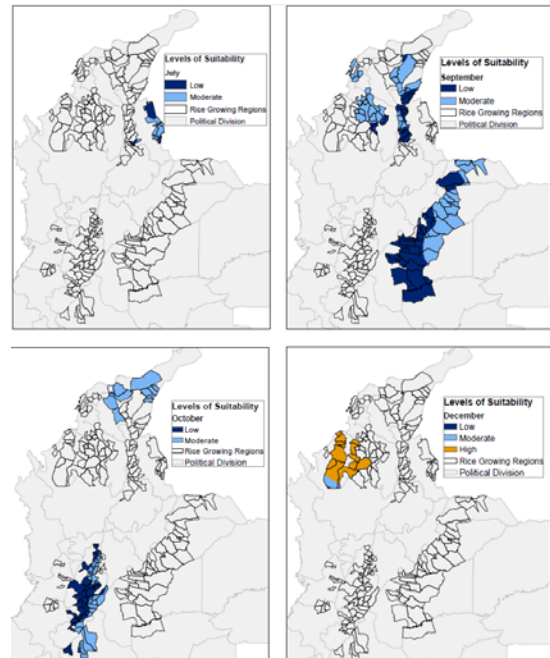 Levels of Suitability
July
Low
Moderate
Rice Growing Regions
Political Division
Levels of Suitability
September
Low
Moderate
Rice Growing Regions
Political Division
Levels of Suitability
October
Low
Moderate
Rice Growing Regions
Political Division
Levels of Suitability
December
Low
Moderate
High
Rice Growing Regions
Political Division